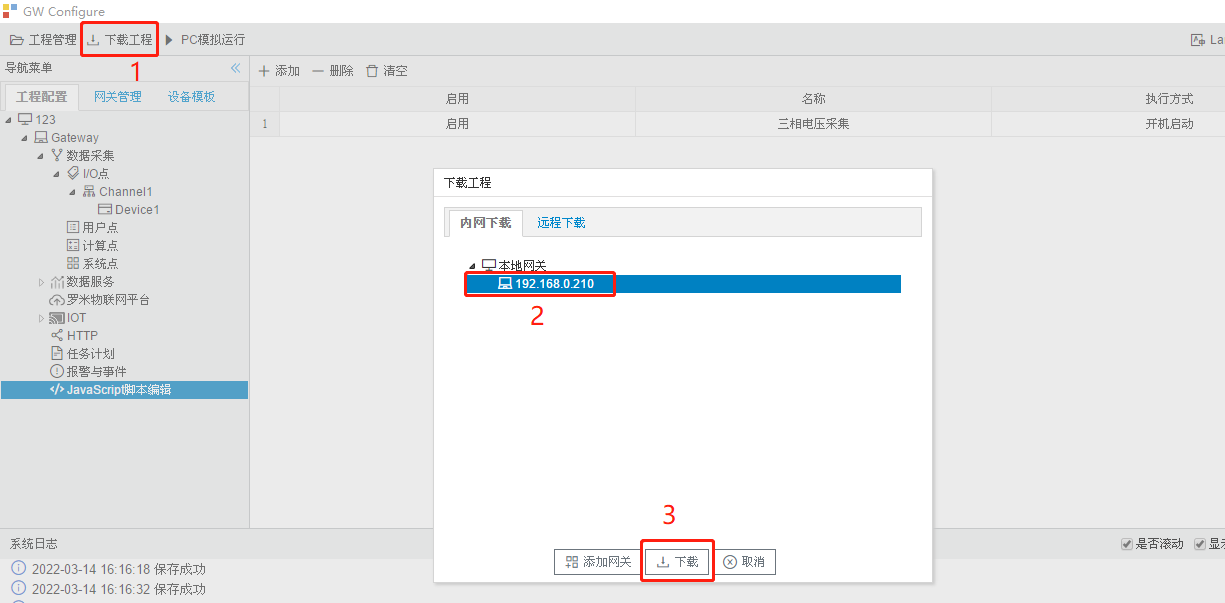 GW Configure
工程管理 下载工程 PC模拟运行 La
1
导航菜单
添加 删除 清空
工程配置 网关管理 设备模板
启用 名称 执行方式
1 启用 三相电压采集 开机启动
123
Gateway
数据采集
I/O点
Channel1
Device1
用户点
计算点
系统点
数据服务
罗米物联网平台
IOT
HTTP
任务计划
报警与事件
JavaScript脚本编辑
下载工程
内网下载 远程下载
本地网关
192.168.0.210
2
3
添加网关 下载 取消
系统日志 是否滚动 显示
2022-03-14 16:16:18 保存成功
2022-03-14 16:16:32 保存成功